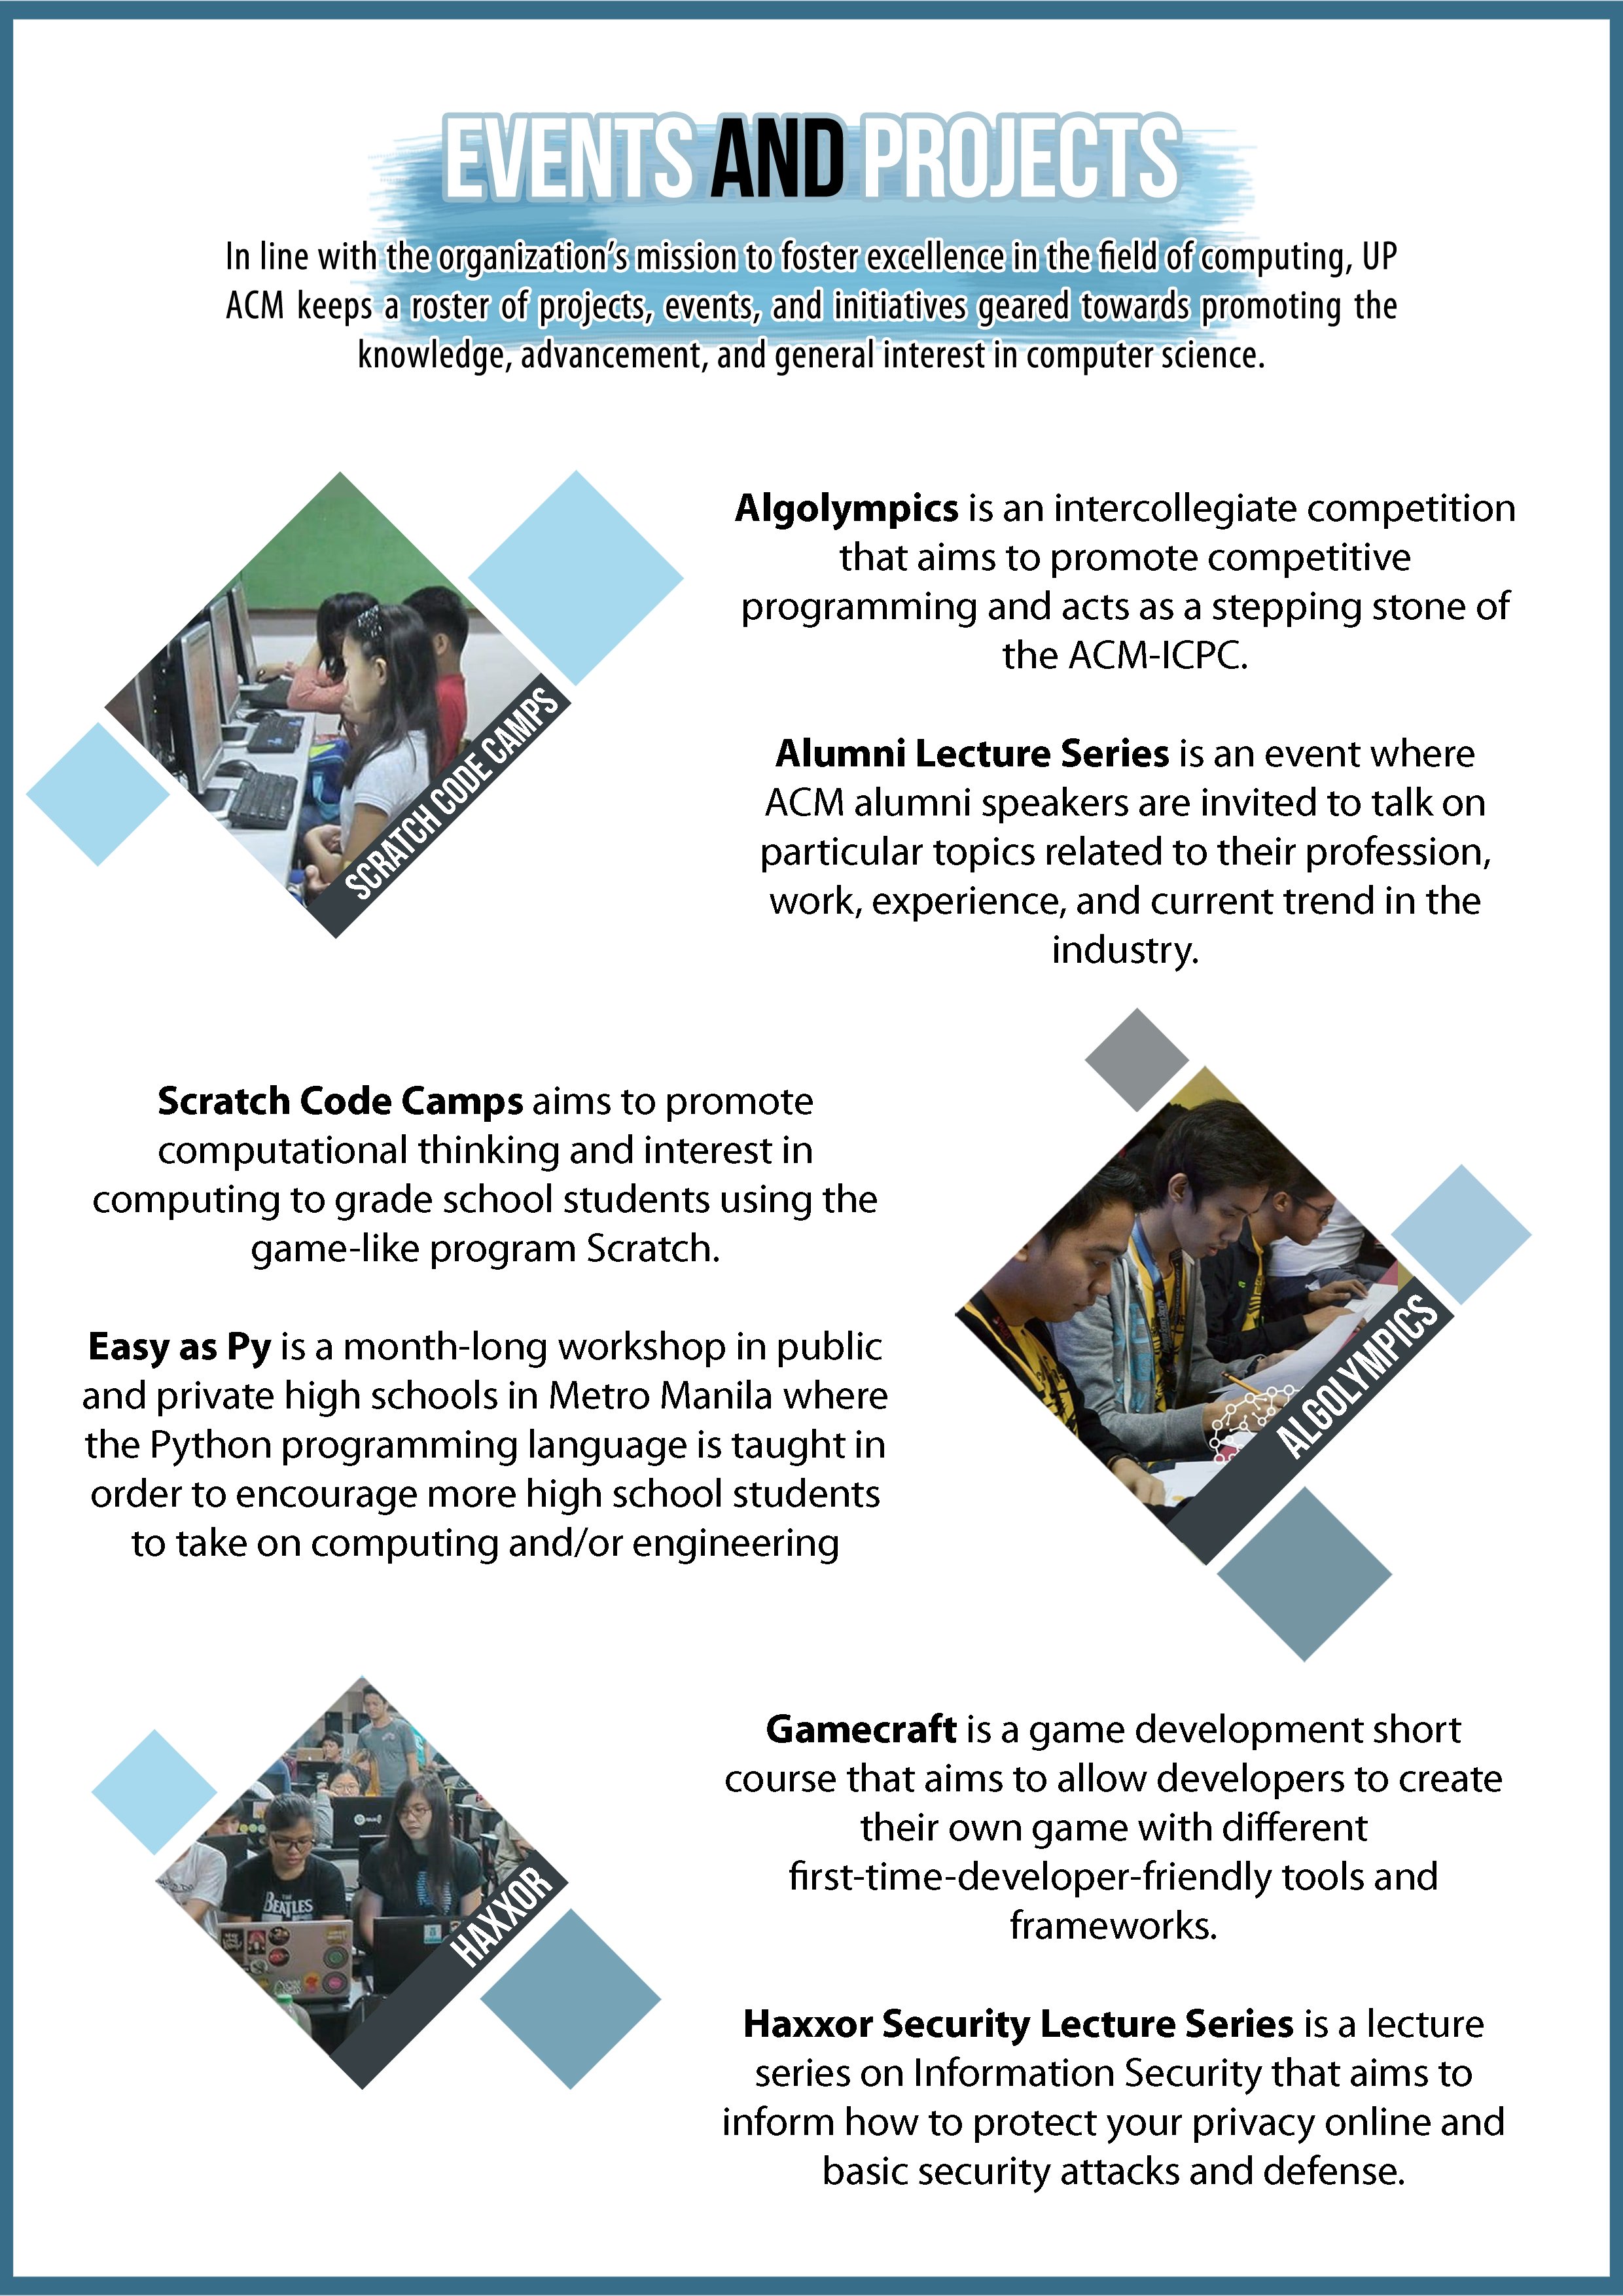 EVENTS AND PROJECTS
In line with the organization's mission to foster excellence in the field of computing, UP
ACM keeps a roster of projects, events, and initiatives geared towards promoting the
knowledge, advancement, and general interest in computer science.
Algolympics is an intercollegiate competition
that aims to promote competitive
programming and acts as a stepping stone of
the ACM-ICPC.
Alumni Lecture Series is an event where
ACM alumni speakers are invited to talk on
particular topics related to their profession,
work, experience, and current trend in the
industry.
SCRATCH CODE CAMPS
Scratch Code Camps aims to promote
computational thinking and interest in
computing to grade school students using the
game-like program Scratch.
Easy as Py is a month-long workshop in public
and private high schools in Metro Manila where
the Python programming language is taught in
order to encourage more high school students
to take on computing and/or engineering
ALGOLYMPICS
THE
BEATLES
HAXXOR
Gamecraft is a game development short
course that aims to allow developers to create
their own game with different
first-time-developer-friendly tools and
frameworks.
Haxxor Security Lecture Series is a lecture
series on Information Security that aims to
inform how to protect your privacy online and
basic security attacks and defense.